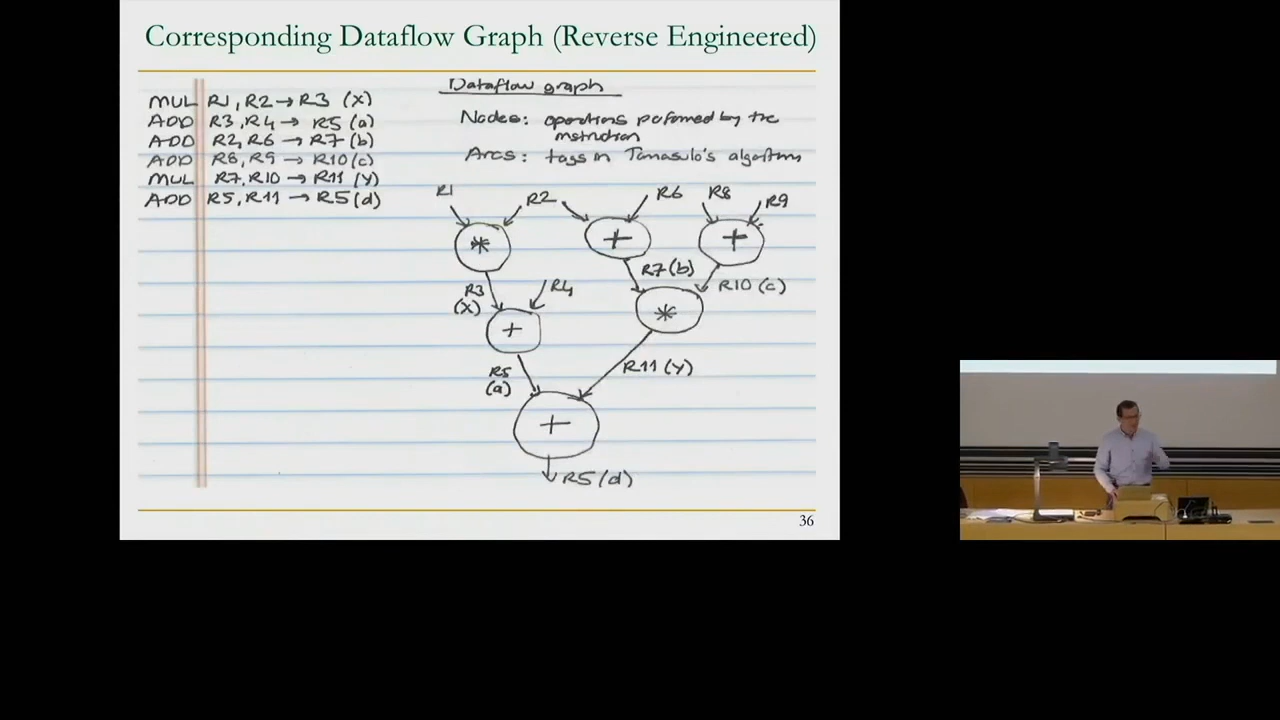 Corresponding Dataflow Graph (Reverse Engineered)
MUL R1, R2 → R3 (x)
ADD R3, R4 → R5 (a)
ADD R2, R6 → R7 (b)
ADD R8, R9 → R10 (c)
MUL R7, R10 → R11 (y)
ADD R5, R11 → R5 (d)
Dataflow graph
Nodes: operations performed by the
instruction
Arcs: tags in Tomasulo's algorithm
R1 R2 R6 R8 R9
* + +
R7 (b)
R3
(x)
R4
R10 (c)
*
+
R5
(a)
R11 (y)
+
R5 (d)
36